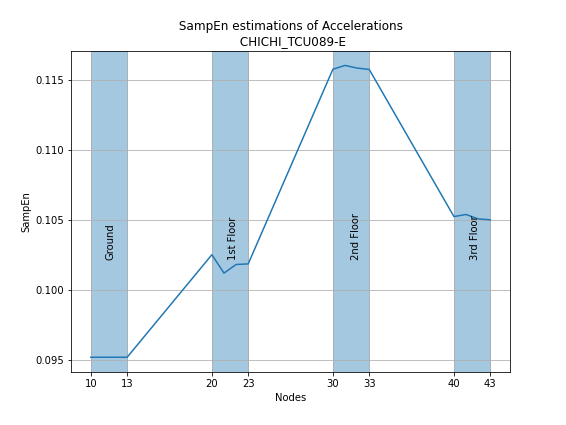 SampEn estimations of Accelerations
CHICHI_TCU089-E
0.115
0.110
0.105
0.100
0.095
SampEn
Ground
1st Floor
2nd Floor
3rd Floor
10 13 20 23 30 33 40 43
Nodes